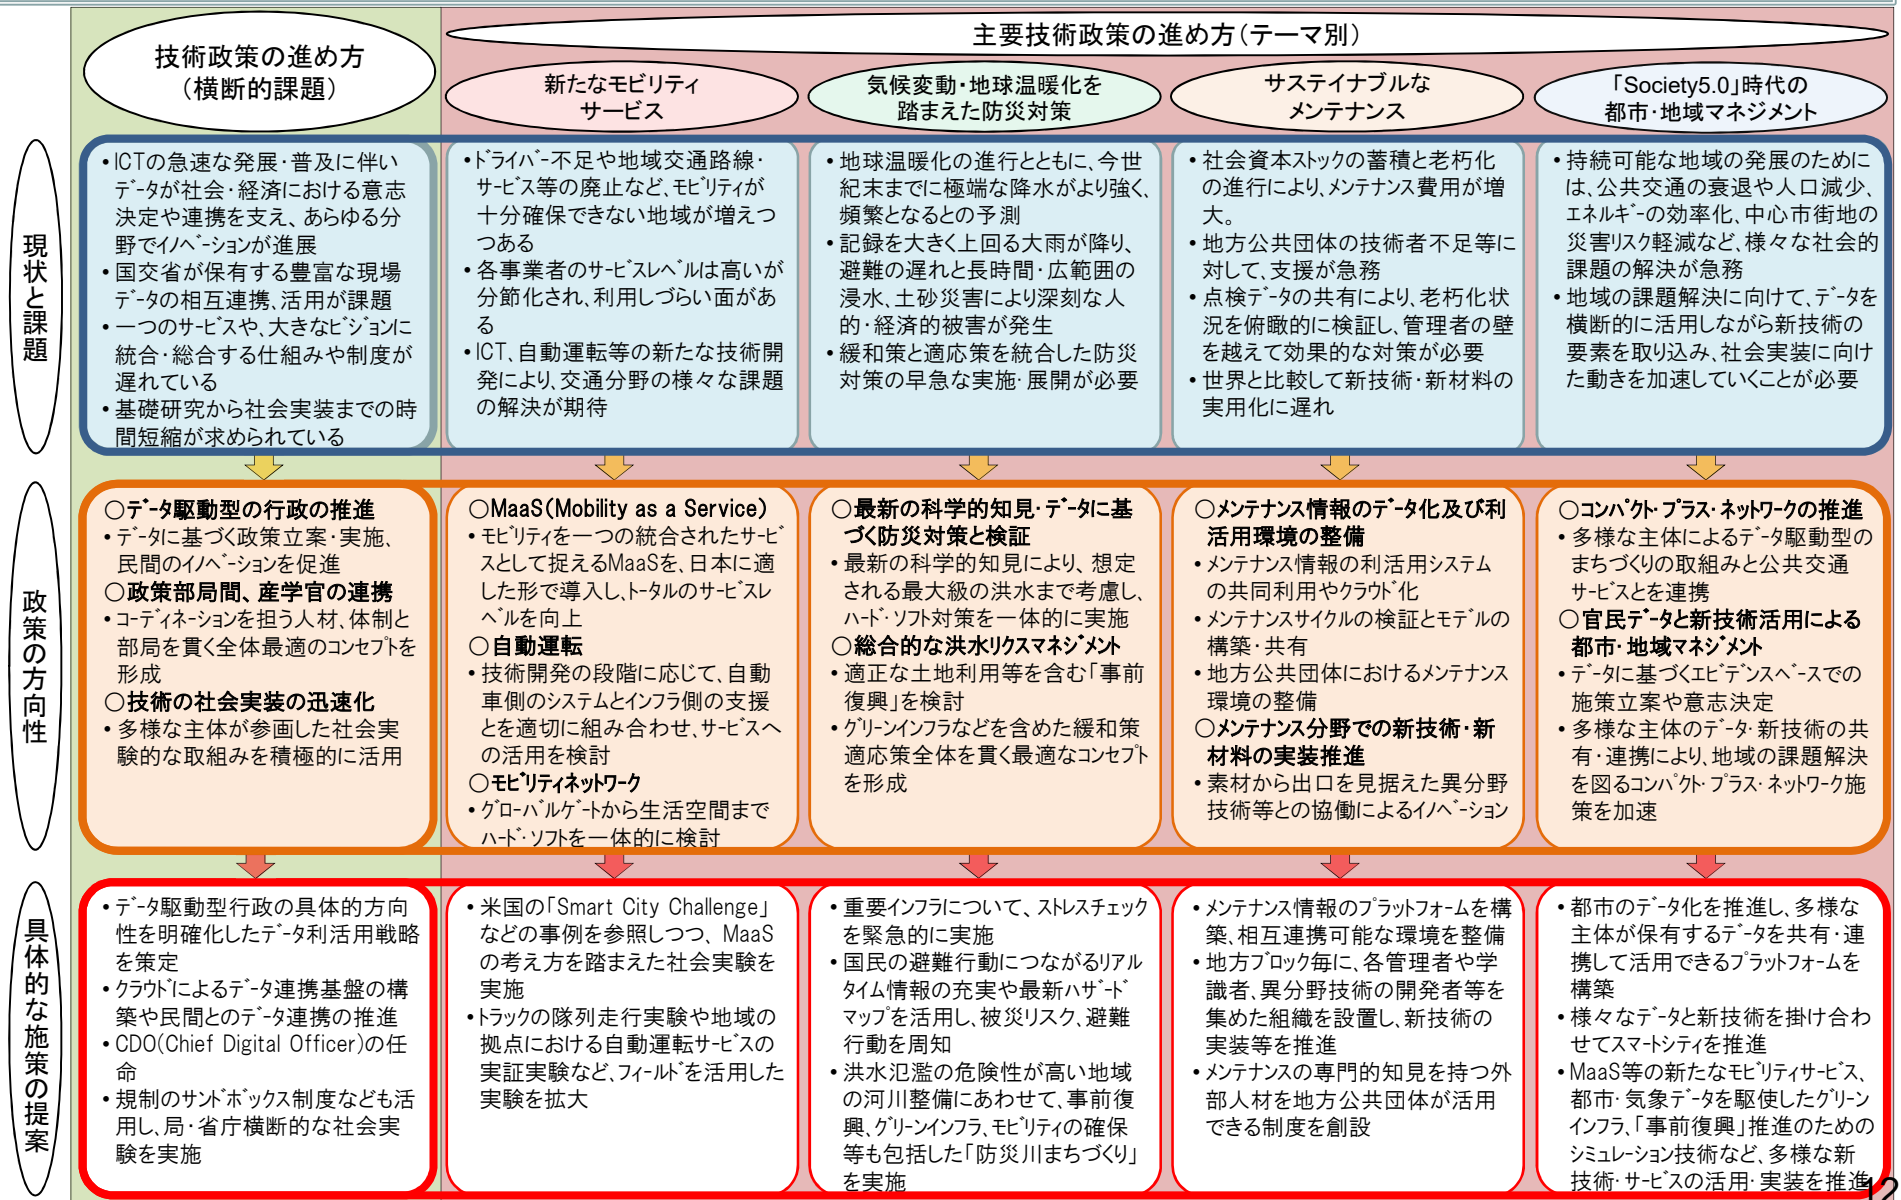 技術政策の進め方
（横断的課題）
主要技術政策の進め方（テーマ別）
新たなモビリティ
サービス
気候変動・地球温暖化を
踏まえた防災対策
サステイナブルな
メンテナンス
「Society5.0」時代の
都市・地域マネジメント
現状と課題
・ICTの急速な発展・普及に伴い
ﾃﾞｰﾀが社会・経済における意志
決定や連携を支え、あらゆる分
野でｲﾉﾍﾞｰｼｮﾝが進展
・国交省が保有する豊富な現場
ﾃﾞｰﾀの相互連携、活用が課題
・一つのｻｰﾋﾞｽや、大きなﾋﾞｼﾞｮﾝに
統合・総合する仕組みや制度が
遅れている
・基礎研究から社会実装までの時
間短縮が求められている
・ﾄﾞﾗｲﾊﾞｰ不足や地域交通路線・
ｻｰﾋﾞｽ等の廃止など、ﾓﾋﾞﾘﾃｨが
十分確保できない地域が増えつ
つある
・各事業者のｻｰﾋﾞｽﾚﾍﾞﾙは高いが
分節化され、利用しづらい面があ
る
・ICT、自動運転等の新たな技術開
発により、交通分野の様々な課題
の解決が期待
・地球温暖化の進行とともに、今世
紀末までに極端な降水がより強く、
頻繁となるとの予測
・記録を大きく上回る大雨が降り、
避難の遅れと長時間・広範囲の
浸水、土砂災害により深刻な人
的・経済的被害が発生
・緩和策と適応策を統合した防災
対策の早急な実施・展開が必要
・社会資本ストックの蓄積と老朽化
の進行により、ﾒﾝﾃﾅﾝｽ費用が増
大。
・地方公共団体の技術者不足等に
対して、支援が急務
・点検ﾃﾞｰﾀの共有により、老朽化状
況を俯瞰的に検証し、管理者の壁
を越えて効果的な対策が必要
・世界と比較して新技術・新材料の
実用化に遅れ
・持続可能な地域の発展のために
は、公共交通の衰退や人口減少、
ｴﾈﾙｷﾞｰの効率化、中心市街地の
災害ﾘｽｸ軽減など、様々な社会的
課題の解決が急務
・地域の課題解決に向けて、ﾃﾞｰﾀを
横断的に活用しながら新技術の
要素を取り込み、社会実装に向け
た動きを加速していくことが必要
政策の方向性
○ﾃﾞｰﾀ駆動型の行政の推進
・ﾃﾞｰﾀに基づく政策立案・実施、
民間のｲﾉﾍﾞｰｼｮﾝを促進
○政策部局間、産学官の連携
・ｺｰﾃﾞｨﾈｰｼｮﾝを担う人材、体制と
部局を貫く全体最適のｺﾝｾﾌﾟﾄを
形成
○技術の社会実装の迅速化
・多様な主体が参画した社会実
験的な取組みを積極的に活用
○MaaS(Mobility as a Service)
・ﾓﾋﾞﾘﾃｨを一つの統合されたｻｰﾋﾞ
ｽとして捉えるMaaSを、日本に適
した形で導入し、ﾄｰﾀﾙのｻｰﾋﾞｽﾚ
ﾍﾞﾙを向上
○自動運転
・技術開発の段階に応じて、自動
車側のｼｽﾃﾑとｲﾝﾌﾗ側の支援
とを適切に組み合わせ、ｻｰﾋﾞｽへ
の活用を検討
○ﾓﾋﾞﾘﾃｨﾈｯﾄﾜｰｸ
・ｸﾞﾛｰﾊﾞﾙｹﾞｰﾄから生活空間まで
ﾊｰﾄﾞ・ｿﾌﾄを一体的に検討
○最新の科学的知見・ﾃﾞｰﾀに基
づく防災対策と検証
・最新の科学的知見により、想定
される最大級の洪水まで考慮し、
ﾊｰﾄﾞ・ｿﾌﾄ対策を一体的に実施
○総合的な洪水ﾘｸｽﾏﾈｼﾞﾒﾝﾄ
・適正な土地利用等を含む「事前
復興」を検討
・ｸﾞﾘｰﾝｲﾝﾌﾗなどを含めた緩和策
適応策全体を貫く最適なｺﾝｾﾌﾟﾄ
を形成
○ﾒﾝﾃﾅﾝｽ情報のﾃﾞｰﾀ化及び利
活用環境の整備
・ﾒﾝﾃﾅﾝｽ情報の利活用ｼｽﾃﾑ
の共同利用やｸﾗｳﾄﾞ化
・ﾒﾝﾃﾅﾝｽｻｲｸﾙの検証とﾓﾃﾞﾙの
構築・共有
・地方公共団体におけるﾒﾝﾃﾅﾝｽ
環境の整備
○ﾒﾝﾃﾅﾝｽ分野での新技術・新
材料の実装推進
・素材から出口を見据えた異分野
技術等との協働によるｲﾉﾍﾞｰｼｮﾝ
○ｺﾝﾊﾟｸﾄ・ﾌﾟﾗｽ・ﾈｯﾄﾜｰｸの推進
・多様な主体によるﾃﾞｰﾀ駆動型の
まちづくりの取組みと公共交通
ｻｰﾋﾞｽとを連携
○官民ﾃﾞｰﾀと新技術活用による
都市・地域ﾏﾈｼﾞﾒﾝﾄ
・ﾃﾞｰﾀに基づくｴﾋﾞﾃﾞﾝｽﾍﾞｰｽでの
施策立案や意志決定
・多様な主体のﾃﾞｰﾀ・新技術の共
有・連携により、地域の課題解決
を図るｺﾝﾊﾟｸﾄ・ﾌﾟﾗｽ・ﾈｯﾄﾜｰｸ施
策を加速
具体的な施策の提案
・ﾃﾞｰﾀ駆動型行政の具体的方向
性を明確化したﾃﾞｰﾀ利活用戦略
を策定
・ｸﾗｳﾄﾞによるﾃﾞｰﾀ連携基盤の構
築や民間とのﾃﾞｰﾀ連携の推進
・CDO(Chief Digital Officer)の任
命
・規制のｻﾝﾄﾞﾎﾞｯｸｽ制度なども活
用し、局・省庁横断的な社会実
験を実施
・米国の「Smart City Challenge」
などの事例を参照しつつ、MaaS
の考え方を踏まえた社会実験を
実施
・ﾄﾗｯｸの隊列走行実験や地域の
拠点における自動運転ｻｰﾋﾞｽの
実証実験など、ﾌｨｰﾙﾄﾞを活用した
実験を拡大
・重要ｲﾝﾌﾗについて、ｽﾄﾚｽﾁｪｯｸ
を緊急的に実施
・国民の避難行動につながるﾘｱﾙ
ﾀｲﾑ情報の充実や最新ﾊｻﾞｰﾄﾞ
ﾏｯﾌﾟを活用し、被災ﾘｽｸ、避難
行動を周知
・洪水氾濫の危険性が高い地域
の河川整備にあわせて、事前復
興、ｸﾞﾘｰﾝｲﾝﾌﾗ、ﾓﾋﾞﾘﾃｨの確保
等も包括した「防災川まちづくり」
を実施
・ﾒﾝﾃﾅﾝｽ情報のﾌﾟﾗｯﾄﾌｫｰﾑを構
築、相互連携可能な環境を整備
・地方ﾌﾞﾛｯｸ毎に、各管理者や学
識者、異分野技術の開発者等を
集めた組織を設置し、新技術の
実装等を推進
・ﾒﾝﾃﾅﾝｽの専門的知見を持つ外
部人材を地方公共団体が活用
できる制度を創設
・都市のﾃﾞｰﾀ化を推進し、多様な
主体が保有するﾃﾞｰﾀを共有・連
携して活用できるﾌﾟﾗｯﾄﾌｫｰﾑを
構築
・様々なﾃﾞｰﾀと新技術を掛け合わ
せてｽﾏｰﾄｼﾃｨを推進
・MaaS等の新たなﾓﾋﾞﾘﾃｨｻｰﾋﾞｽ、
都市・気象ﾃﾞｰﾀを駆使したｸﾞﾘｰﾝ
ｲﾝﾌﾗ、「事前復興」推進のための
ｼﾐｭﾚｰｼｮﾝ技術など、多様な新
技術・ｻｰﾋﾞｽの活用・実装を推進
12